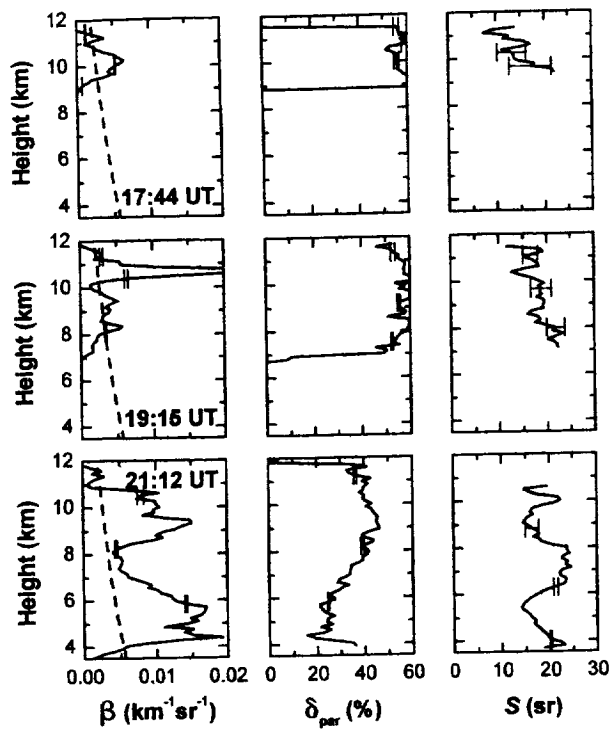 12
10
8
6
4
Height (km)
17:44 UT
12
10
8
6
4
Height (km)
19:15 UT
12
10
8
6
4
Height (km)
21:12 UT
0.00 0.01 0.02
β (km⁻¹sr⁻¹)
0 20 40 60
δpar (%)
0 10 20 30
S (sr)